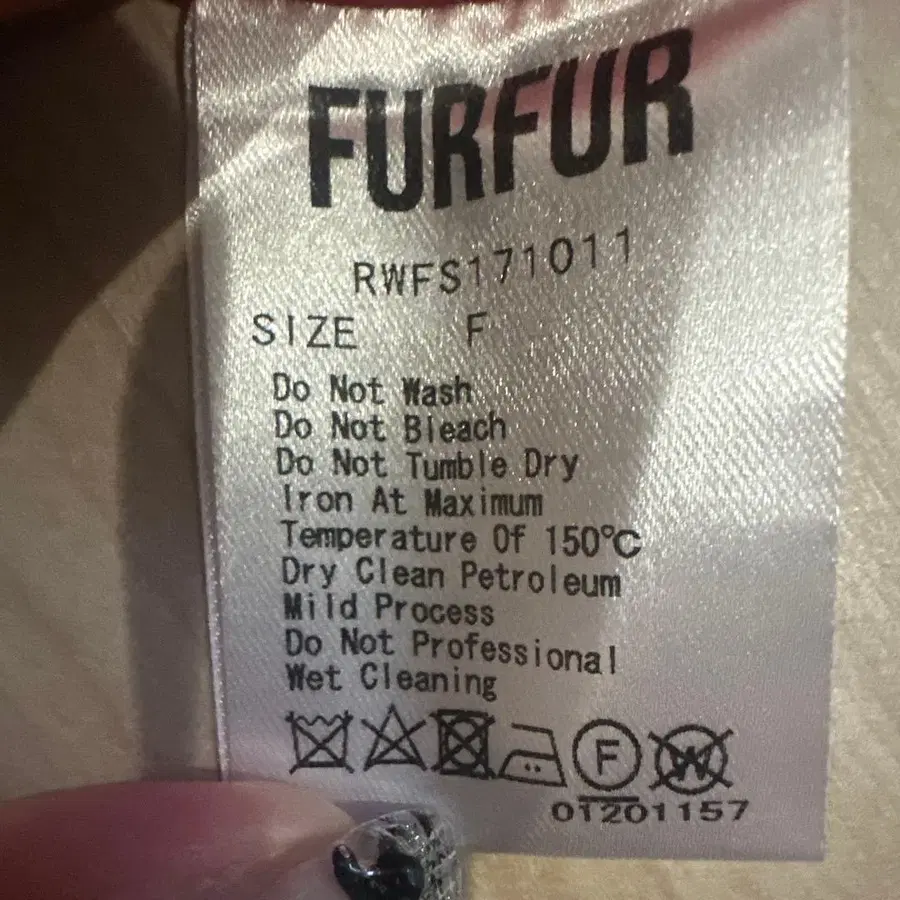 FURFUR
RWFS171011
SIZE F
Do Not Wash
Do Not Bleach
Do Not Tumble Dry
Iron At Maximum
Temperature Of 150℃
Dry Clean Petroleum
Mild Process
Do Not Professional
Wet Cleaning
F W
01201157